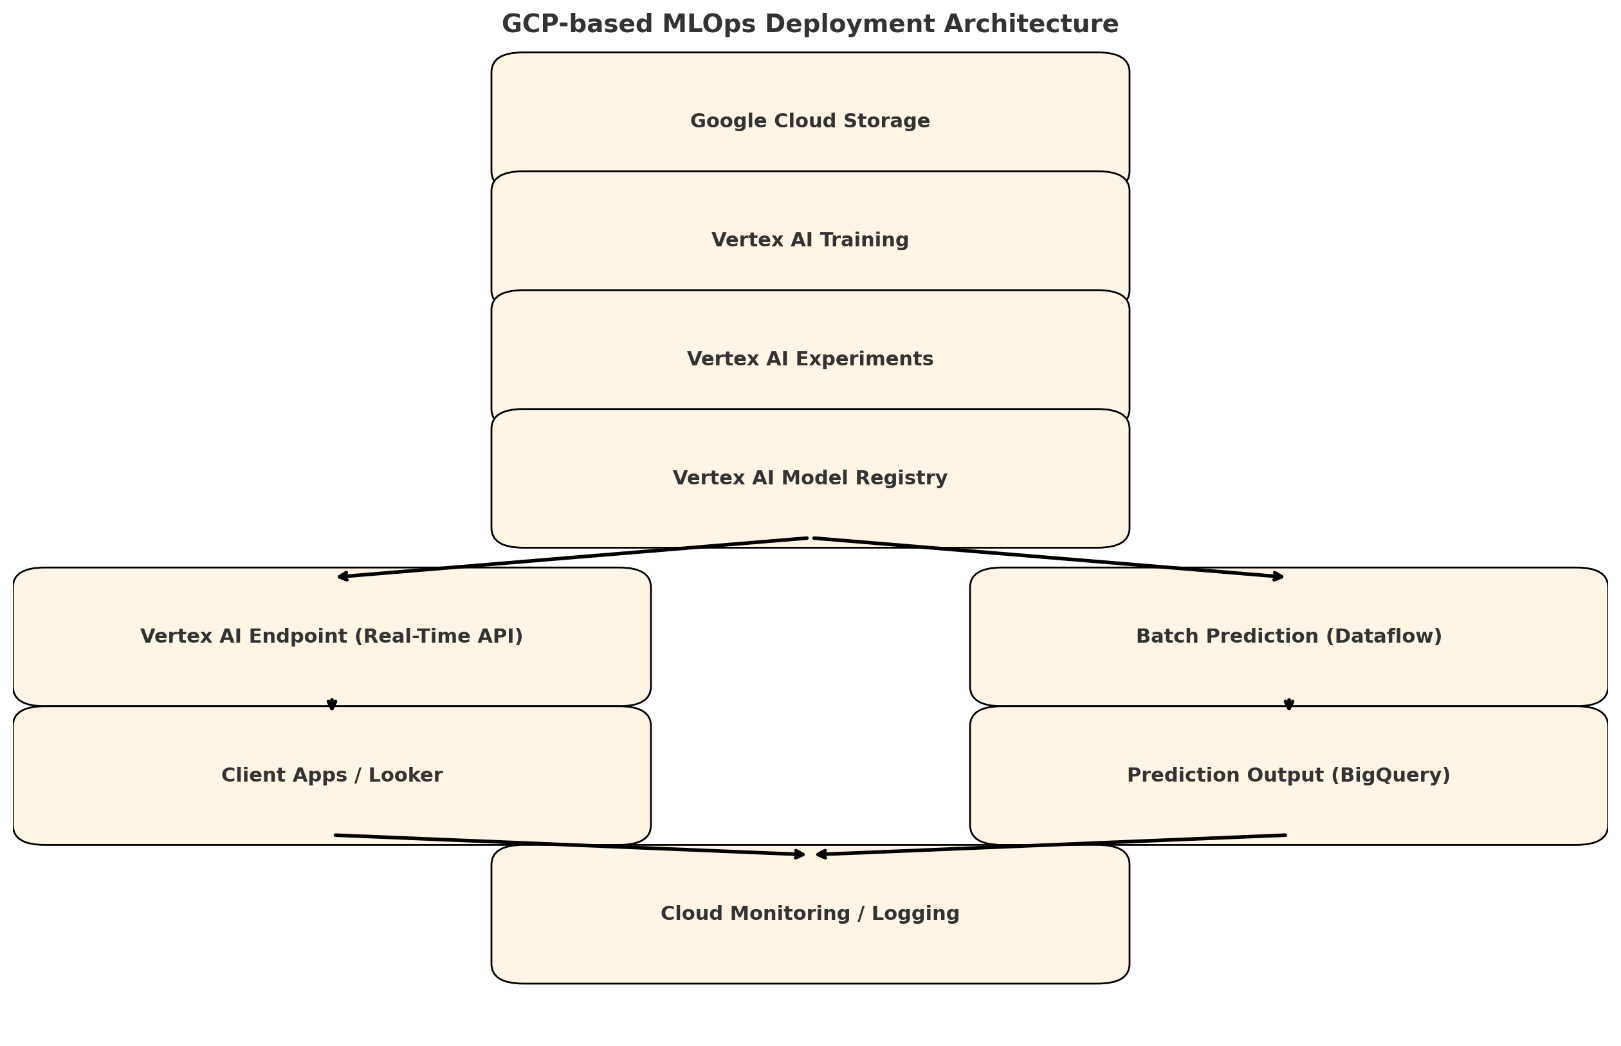 GCP-based MLOps Deployment Architecture
Google Cloud Storage
Vertex AI Training
Vertex AI Experiments
Vertex AI Model Registry
Vertex AI Endpoint (Real-Time API)
Batch Prediction (Dataflow)
Client Apps / Looker
Prediction Output (BigQuery)
Cloud Monitoring / Logging